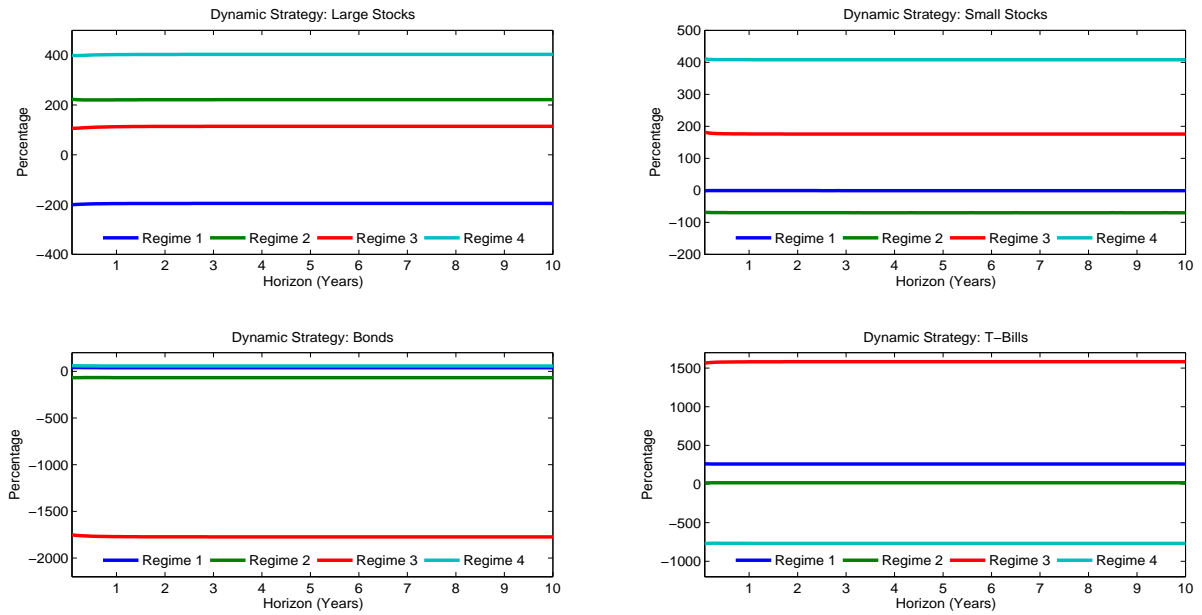 Dynamic Strategy: Large Stocks
400
200
0
−200
−400
Percentage
Regime 1 Regime 2 Regime 3 Regime 4
1 2 3 4 5 6 7 8 9 10
Horizon (Years)
Dynamic Strategy: Small Stocks
500
400
300
200
100
0
−100
−200
Percentage
Regime 1 Regime 2 Regime 3 Regime 4
1 2 3 4 5 6 7 8 9 10
Horizon (Years)
Dynamic Strategy: Bonds
0
−500
−1000
−1500
−2000
Percentage
Regime 1 Regime 2 Regime 3 Regime 4
1 2 3 4 5 6 7 8 9 10
Horizon (Years)
Dynamic Strategy: T−Bills
1500
1000
500
0
−500
−1000
Percentage
Regime 1 Regime 2 Regime 3 Regime 4
1 2 3 4 5 6 7 8 9 10
Horizon (Years)